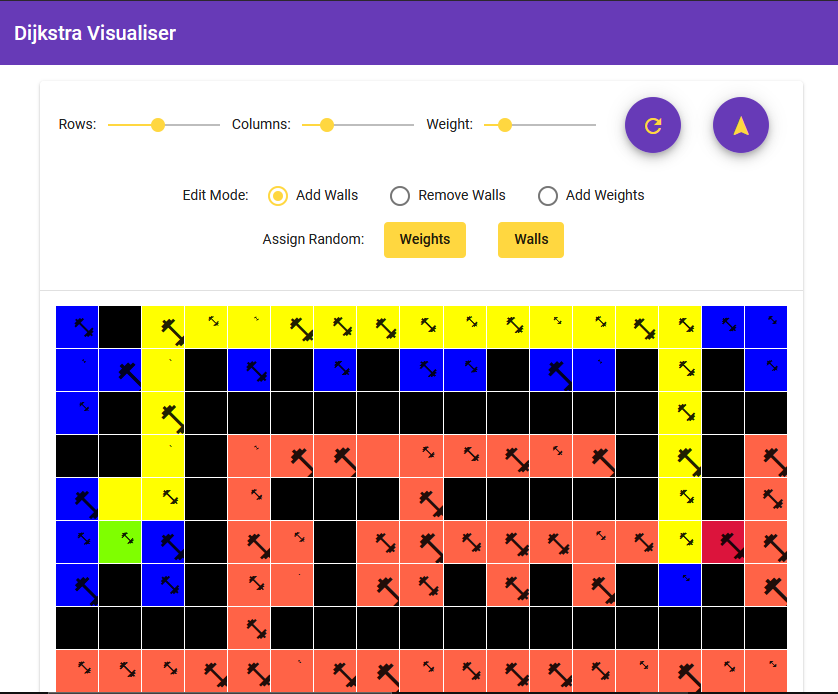 Dijkstra Visualiser
Rows: Columns: Weight:
Edit Mode: Add Walls Remove Walls Add Weights
Assign Random: Weights Walls